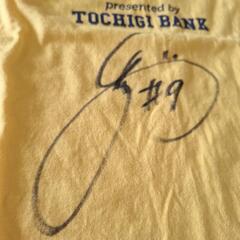 presented by
TOCHIGI BANK
#9